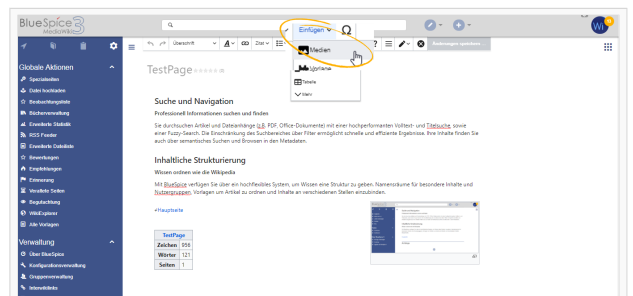 BlueSpice 3
MediaWiki
WI
Überschrift
A
Zitat
Einfügen
Ω
?
Änderungen speichern ...
Medien
Vorlage
Tabelle
Mehr
Globale Aktionen
Spezialseiten
Datei hochladen
Beobachtungsliste
Bücherverwaltung
Erweiterte Statistik
RSS Feeder
Erweiterte Dateiliste
Bewertungen
Empfehlungen
Erinnerung
Veraltete Seiten
Begutachtung
WikiExplorer
Alle Vorlagen
Verwaltung
Über BlueSpice
Konfigurationsverwaltung
Gruppenverwaltung
Interwikilinks
TestPage
Suche und Navigation
Professionell Informationen suchen und finden
Sie durchsuchen Artikel und Dateianhänge (z.B. PDF, Office-Dokumente) mit einer hochperformanten Volltext- und Titelsuche, sowie
einer Fuzzy-Search. Die Einschränkung des Suchbereiches über Filter ermöglicht schnelle und effiziente Ergebnisse. Ihre Inhalte finden Sie
auch über semantisches Suchen und Browsen in den Metadaten.
Inhaltliche Strukturierung
Wissen ordnen wie die Wikipedia
Mit BlueSpice verfügen Sie über ein hochflexibles System, um Wissen eine Struktur zu geben. Namensräume für besondere Inhalte und
Nutzergruppen, Vorlagen um Artikel zu ordnen und Inhalte an verschiedenen Stellen einzubinden.
Hauptseite
TestPage
Zeichen 956
Wörter 121
Seiten 1